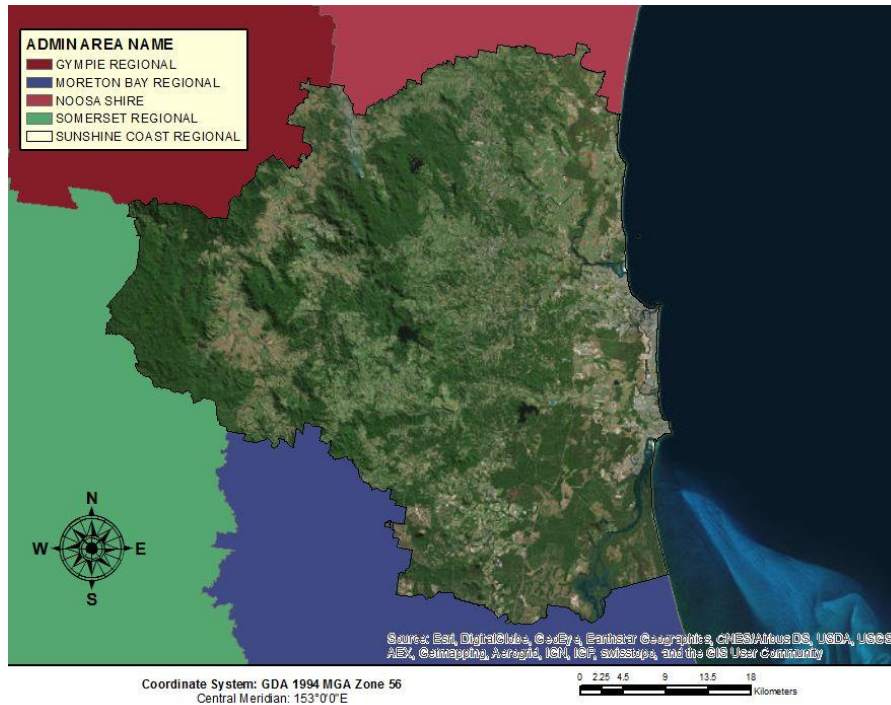 ADMIN AREA NAME
GYMPIE REGIONAL
MORETON BAY REGIONAL
NOOSA SHIRE
SOMERSET REGIONAL
SUNSHINE COAST REGIONAL
N
W E
S
Source: Esri, DigitalGlobe, GeoEye, Earthstar Geographics, CNES/Airbus DS, USDA, USGS,
AEX, Getmapping, Aerogrid, IGN, IGP, swisstopo, and the GIS User Community
Coordinate System: GDA 1994 MGA Zone 56
Central Meridian: 153°0'0"E
0 2.25 4.5 9 13.5 18
Kilometers